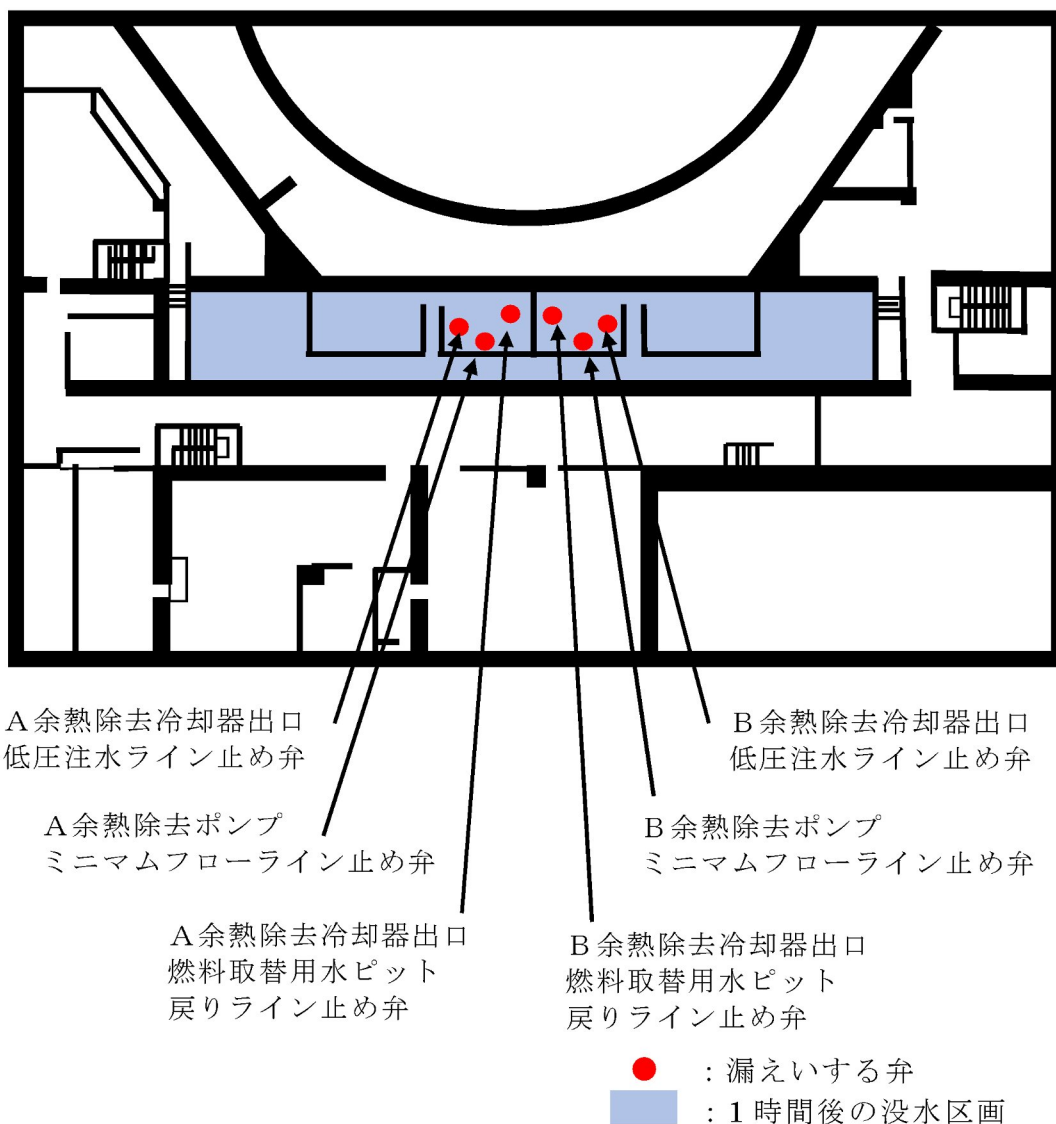 A余熱除去冷却器出口
低圧注水ライン止め弁
B余熱除去冷却器出口
低圧注水ライン止め弁
A余熱除去ポンプ
ミニマムフローライン止め弁
B余熱除去ポンプ
ミニマムフローライン止め弁
A余熱除去冷却器出口
燃料取替用水ピット
戻りライン止め弁
B余熱除去冷却器出口
燃料取替用水ピット
戻りライン止め弁
：漏えいする弁
：1時間後の没水区画